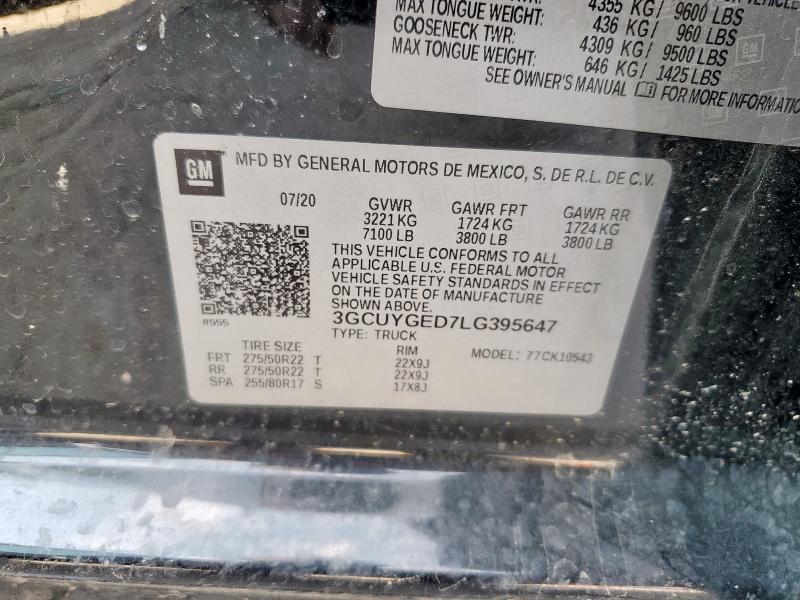 4355 KG/ 9600 LBS
MAX TONGUE WEIGHT: 436 KG/ 960 LBS
GOOSENECK TWR: 4309 KG/ 9500 LBS
MAX TONGUE WEIGHT: 646 KG/ 1425 LBS
SEE OWNER'S MANUAL FOR MORE INFORMATION
GM MFD BY GENERAL MOTORS DE MEXICO, S. DE R.L. DE C.V.
07/20 GVWR GAWR FRT GAWR RR
3221 KG 1724 KG 1724 KG
7100 LB 3800 LB 3800 LB
THIS VEHICLE CONFORMS TO ALL
APPLICABLE U.S. FEDERAL MOTOR
VEHICLE SAFETY STANDARDS IN EFFECT
ON THE DATE OF MANUFACTURE
SHOWN ABOVE.
8555 3GCUYGED7LG395647
TYPE: TRUCK
TIRE SIZE RIM MODEL: 77CK10543
FRT 275/50R22 T 22X9J
RR 275/50R22 T 22X9J
SPA 255/80R17 S 17X8J